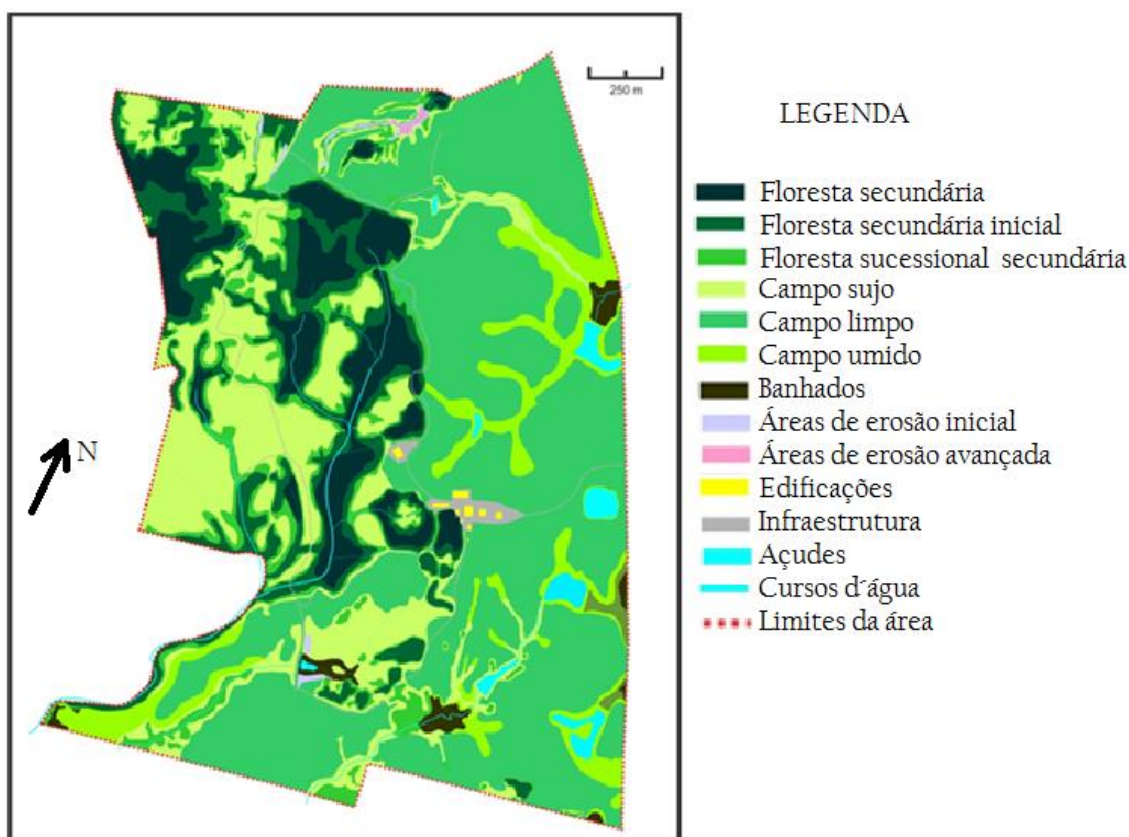 250 m
N
LEGENDA
Floresta secundária
Floresta secundária inicial
Floresta sucessional secundária
Campo sujo
Campo limpo
Campo umido
Banhados
Áreas de erosão inicial
Áreas de erosão avançada
Edificações
Infraestrutura
Açudes
Cursos d´água
Limites da área